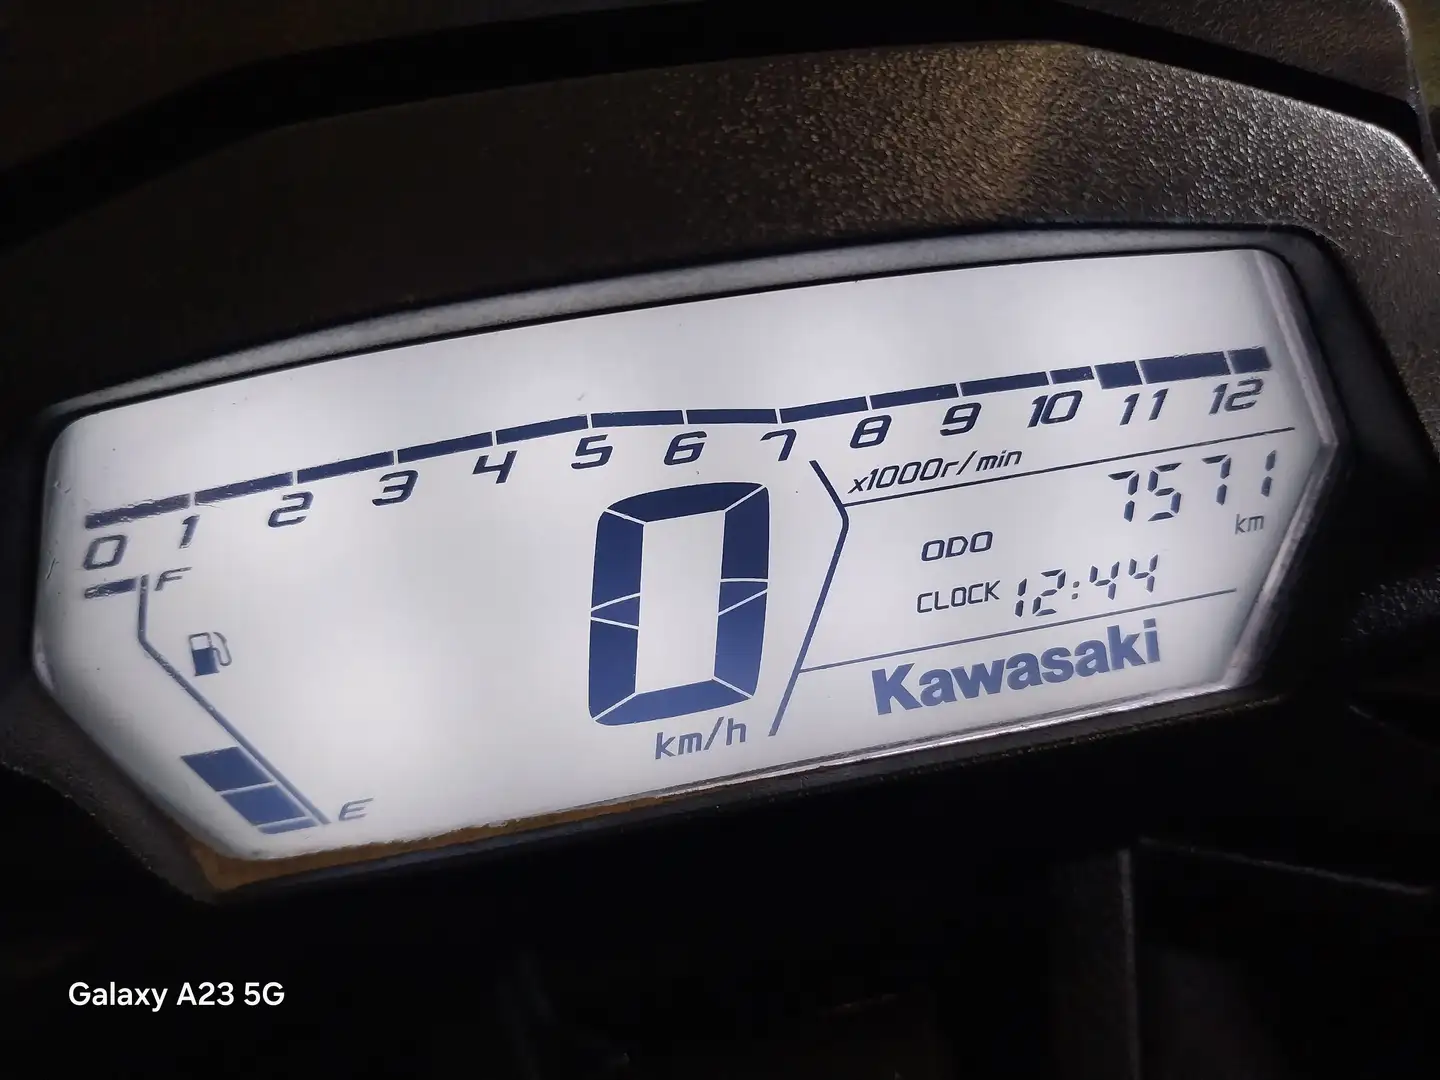 0 1 2 3 4 5 6 7 8 9 10 11 12
x1000r/min
F
E
0
km/h
7571
km
ODO
CLOCK 12:44
Kawasaki
Galaxy A23 5G